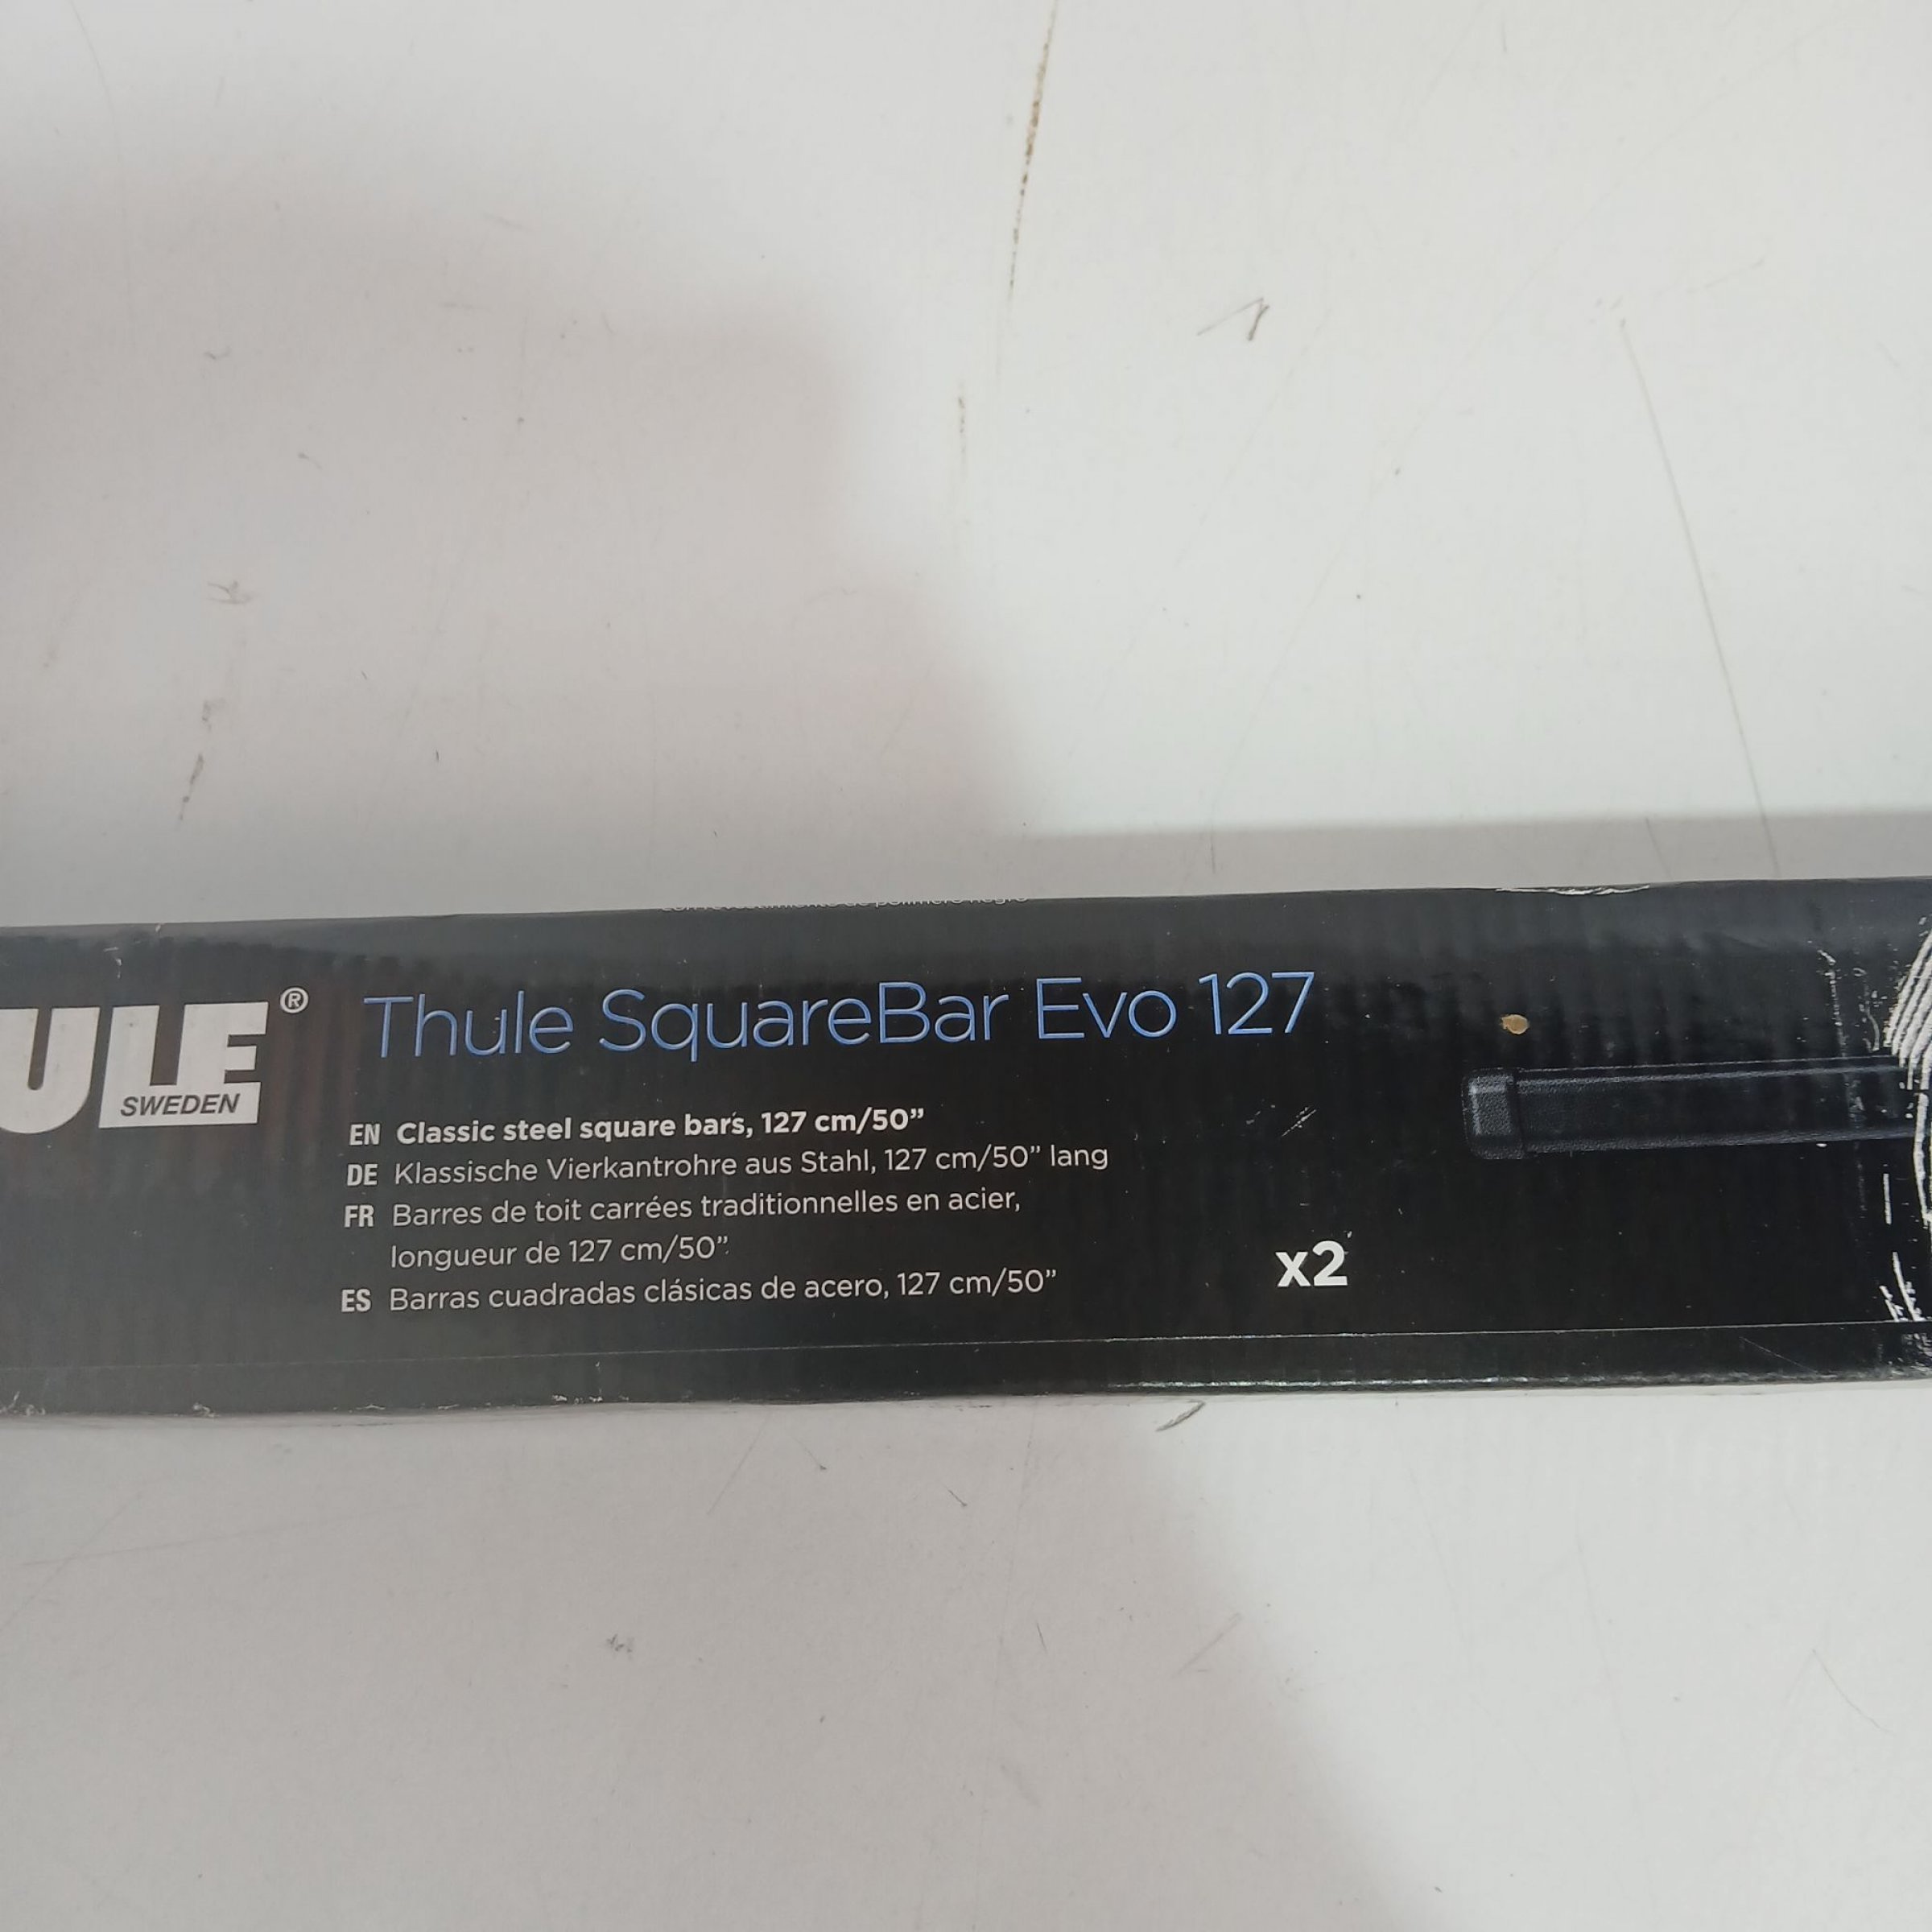 ULE®
SWEDEN
Thule SquareBar Evo 127
EN Classic steel square bars, 127 cm/50”
DE Klassische Vierkantrohre aus Stahl, 127 cm/50” lang
FR Barres de toit carrées traditionnelles en acier,
longueur de 127 cm/50”
ES Barras cuadradas clásicas de acero, 127 cm/50”
x2